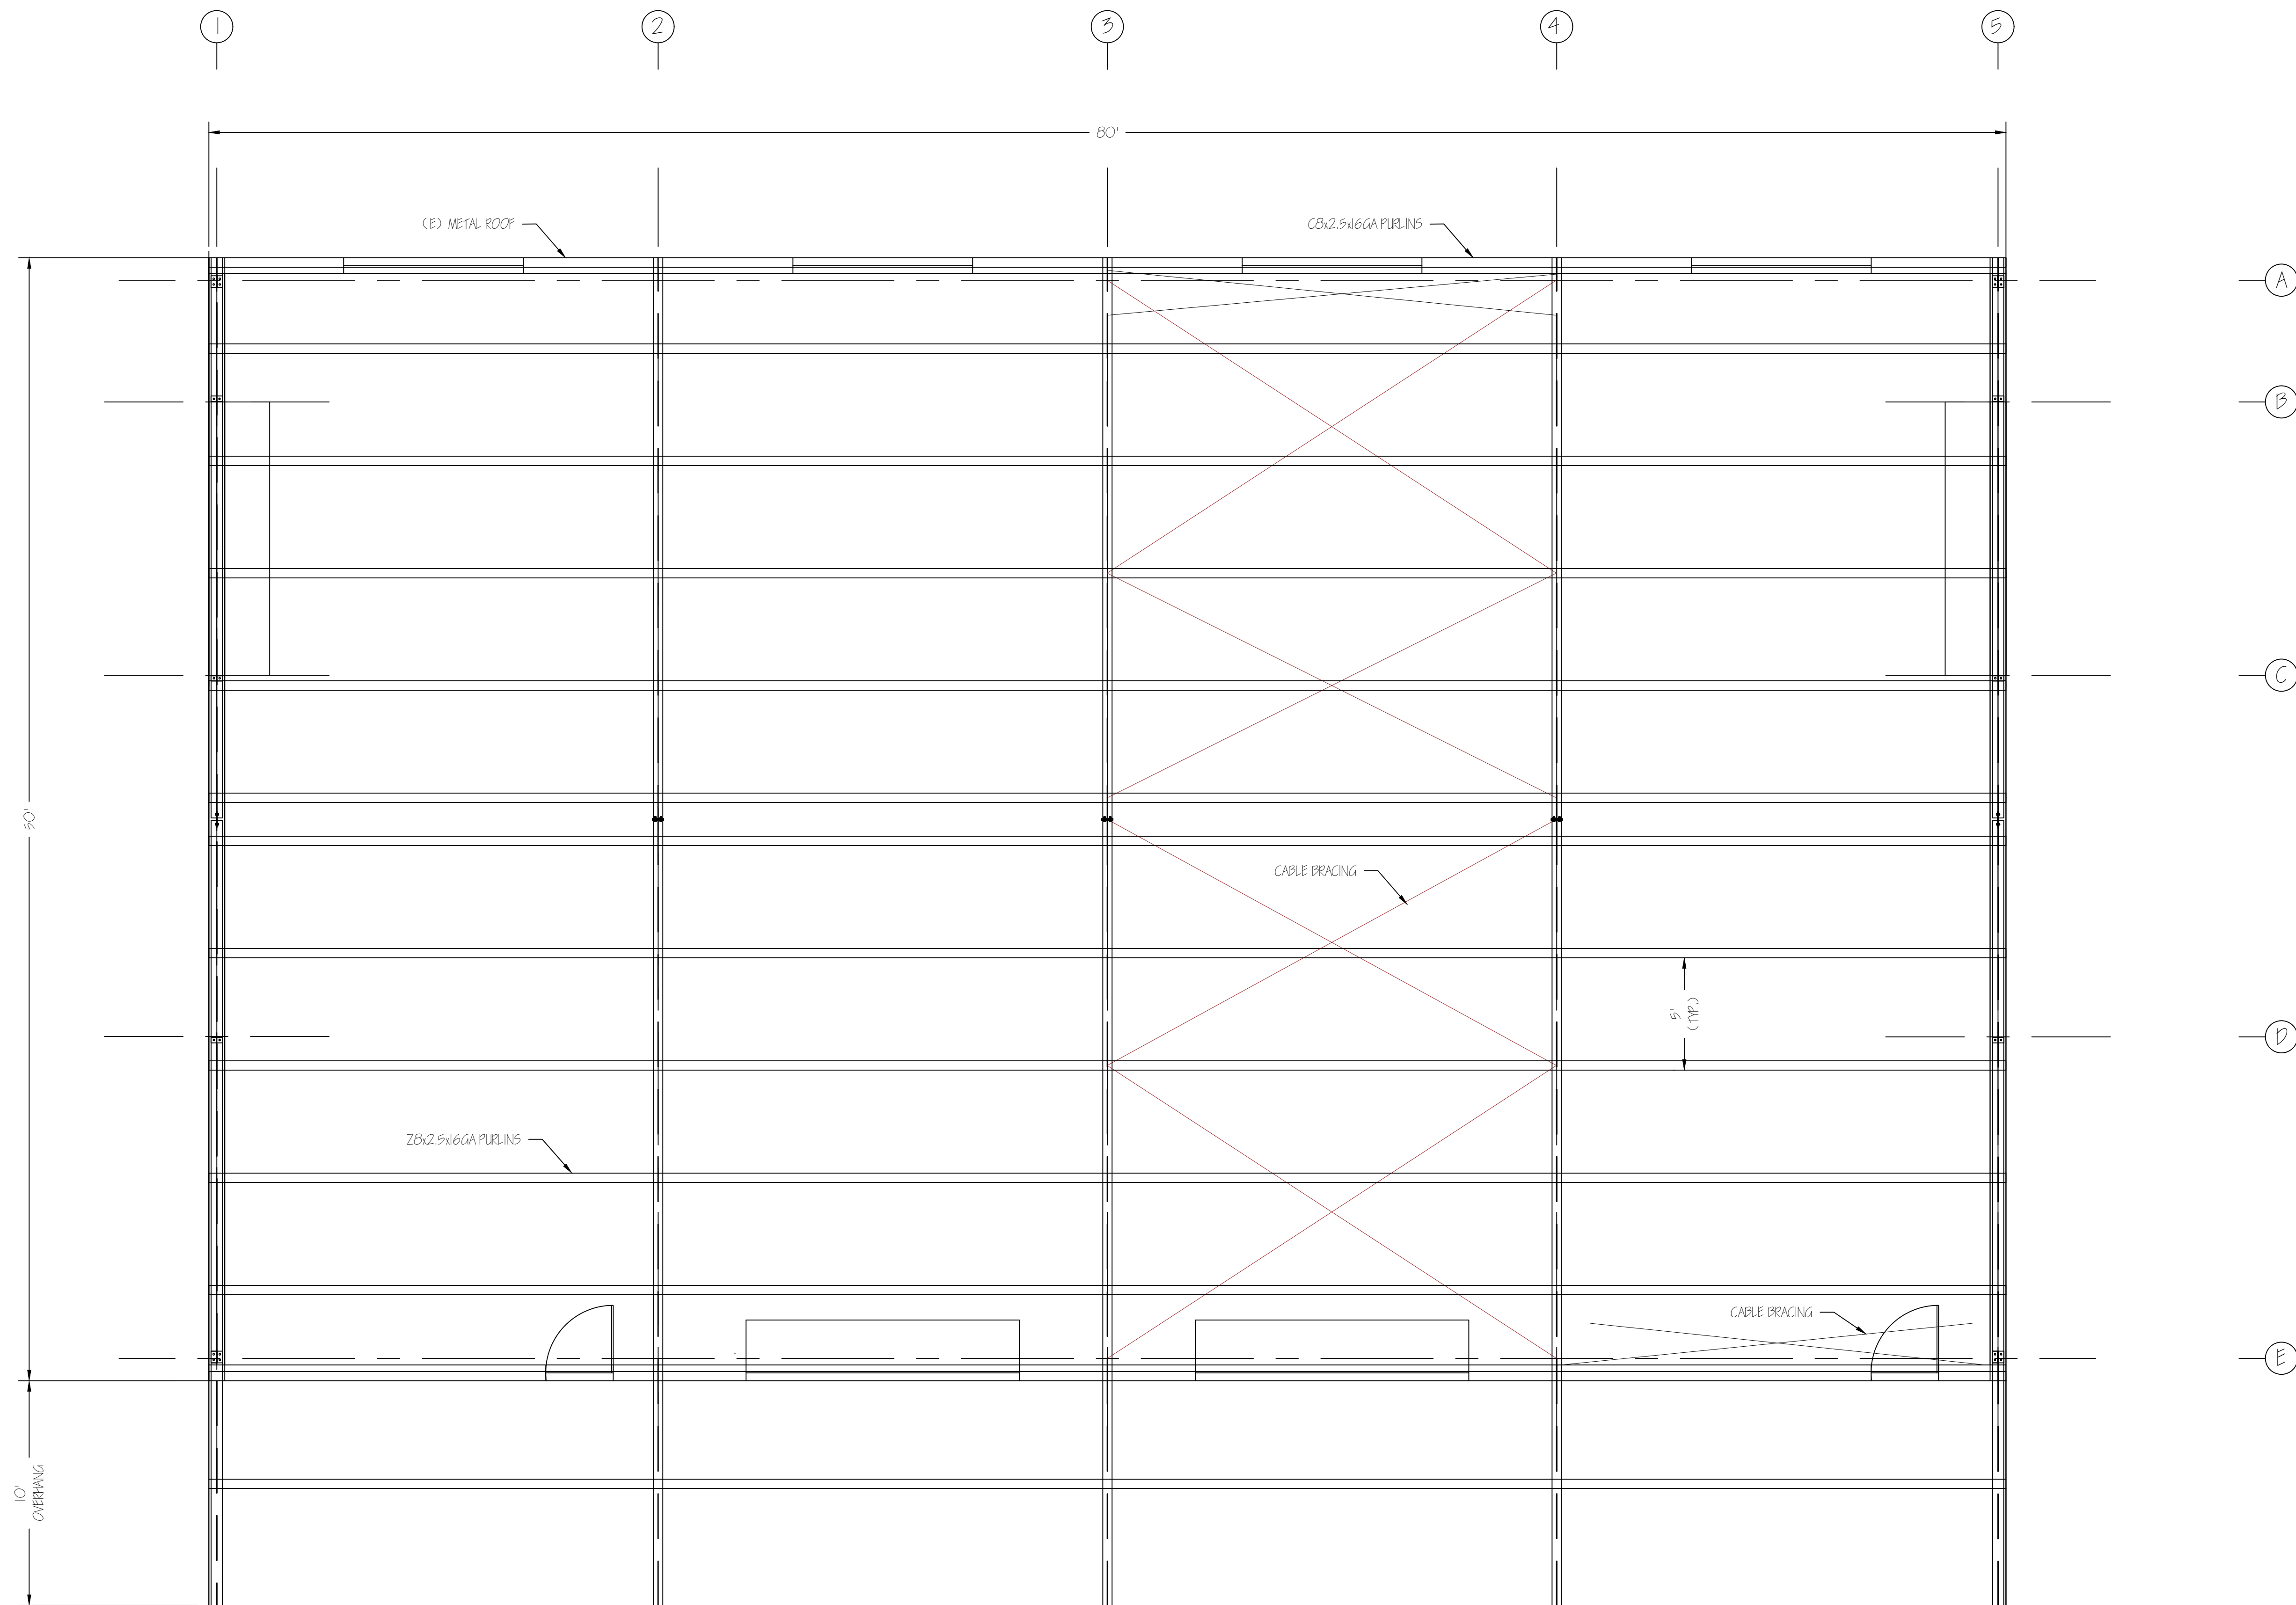 1 2 3 4 5
80'
(E) METAL ROOF
C8x2.5x16GA PURLINS
A
B
C
50'
CABLE BRACING
5'
(TYP.)
D
Z8x2.5x16GA PURLINS
CABLE BRACING
E
10'
OVERHANG